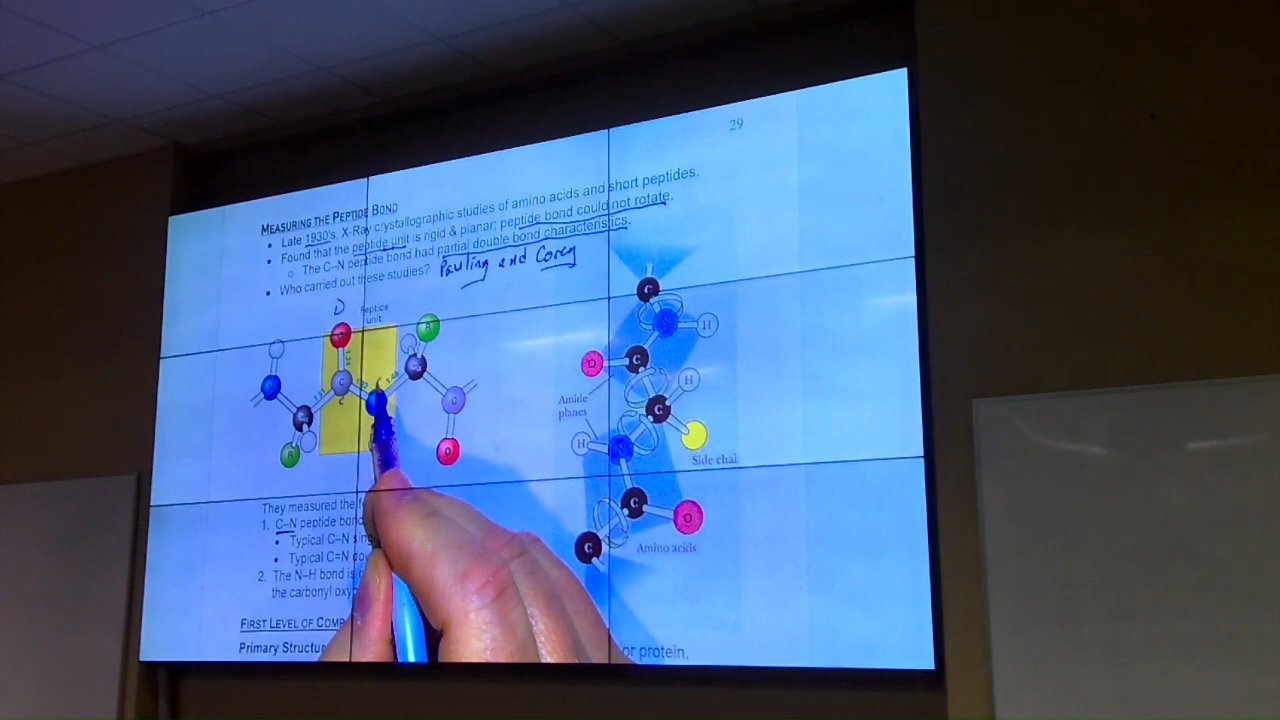 29
MEASURING THE PEPTIDE BOND
• Late 1930's, X-Ray crystallographic studies of amino acids and short peptides.
• Found that the peptide unit is rigid & planar; peptide bond could not rotate.
o The C–N peptide bond had partial double bond characteristics.
• Who carried out these studies? Pauling and Corey
Peptide
unit
R
C
C
N
H
O
C
C
H
C
O
C
R
Amide
planes
C
H
N
Side chai
C
O
C
Amino acids
They measured the
1. C–N peptide bond
• Typical C–N sing
• Typical C=N
2. The N–H bond is
the carbonyl
FIRST LEVEL OF
Primary Structur
or protein.